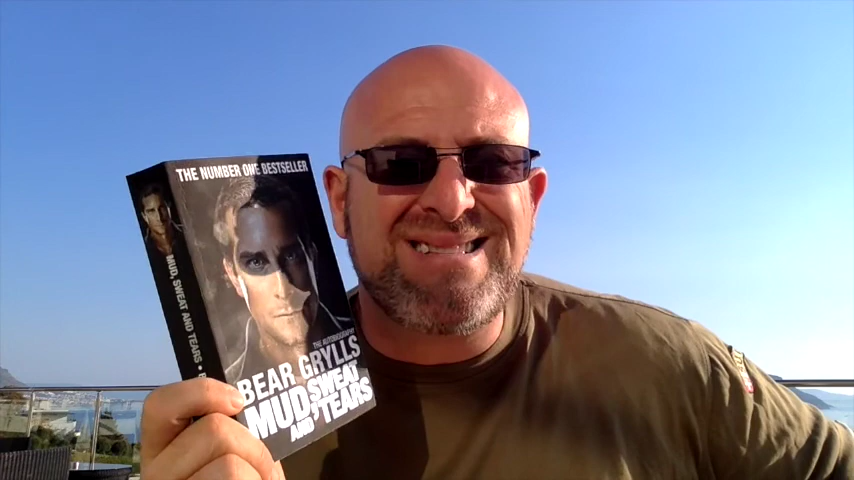 THE NUMBER ONE BESTSELLER
THE AUTOBIOGRAPHY
BEAR GRYLLS
MUD, SWEAT
AND TEARS
MUD, SWEAT AND TEARS •